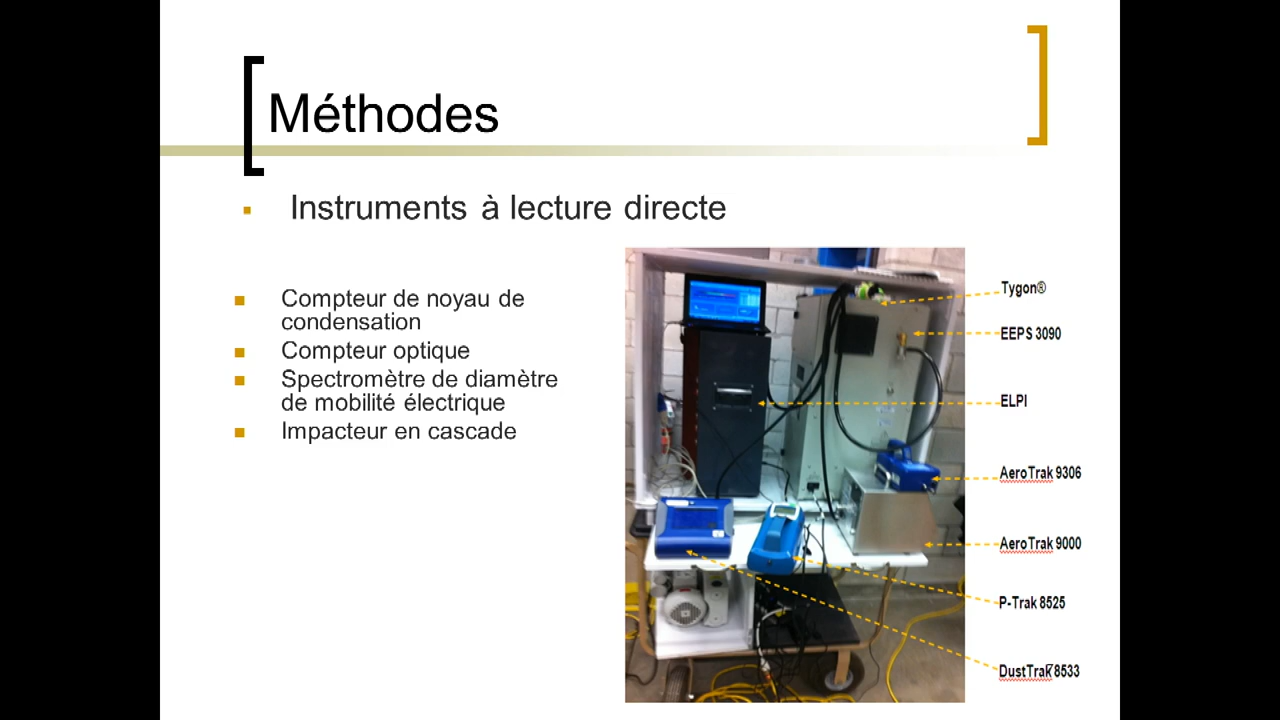 Méthodes
Instruments à lecture directe
Compteur de noyau de
condensation
Compteur optique
Spectromètre de diamètre
de mobilité électrique
Impacteur en cascade
Tygon®
EEPS 3090
ELPI
AeroTrak 9306
AeroTrak 9000
P-Trak 8525
DustTrak 8533